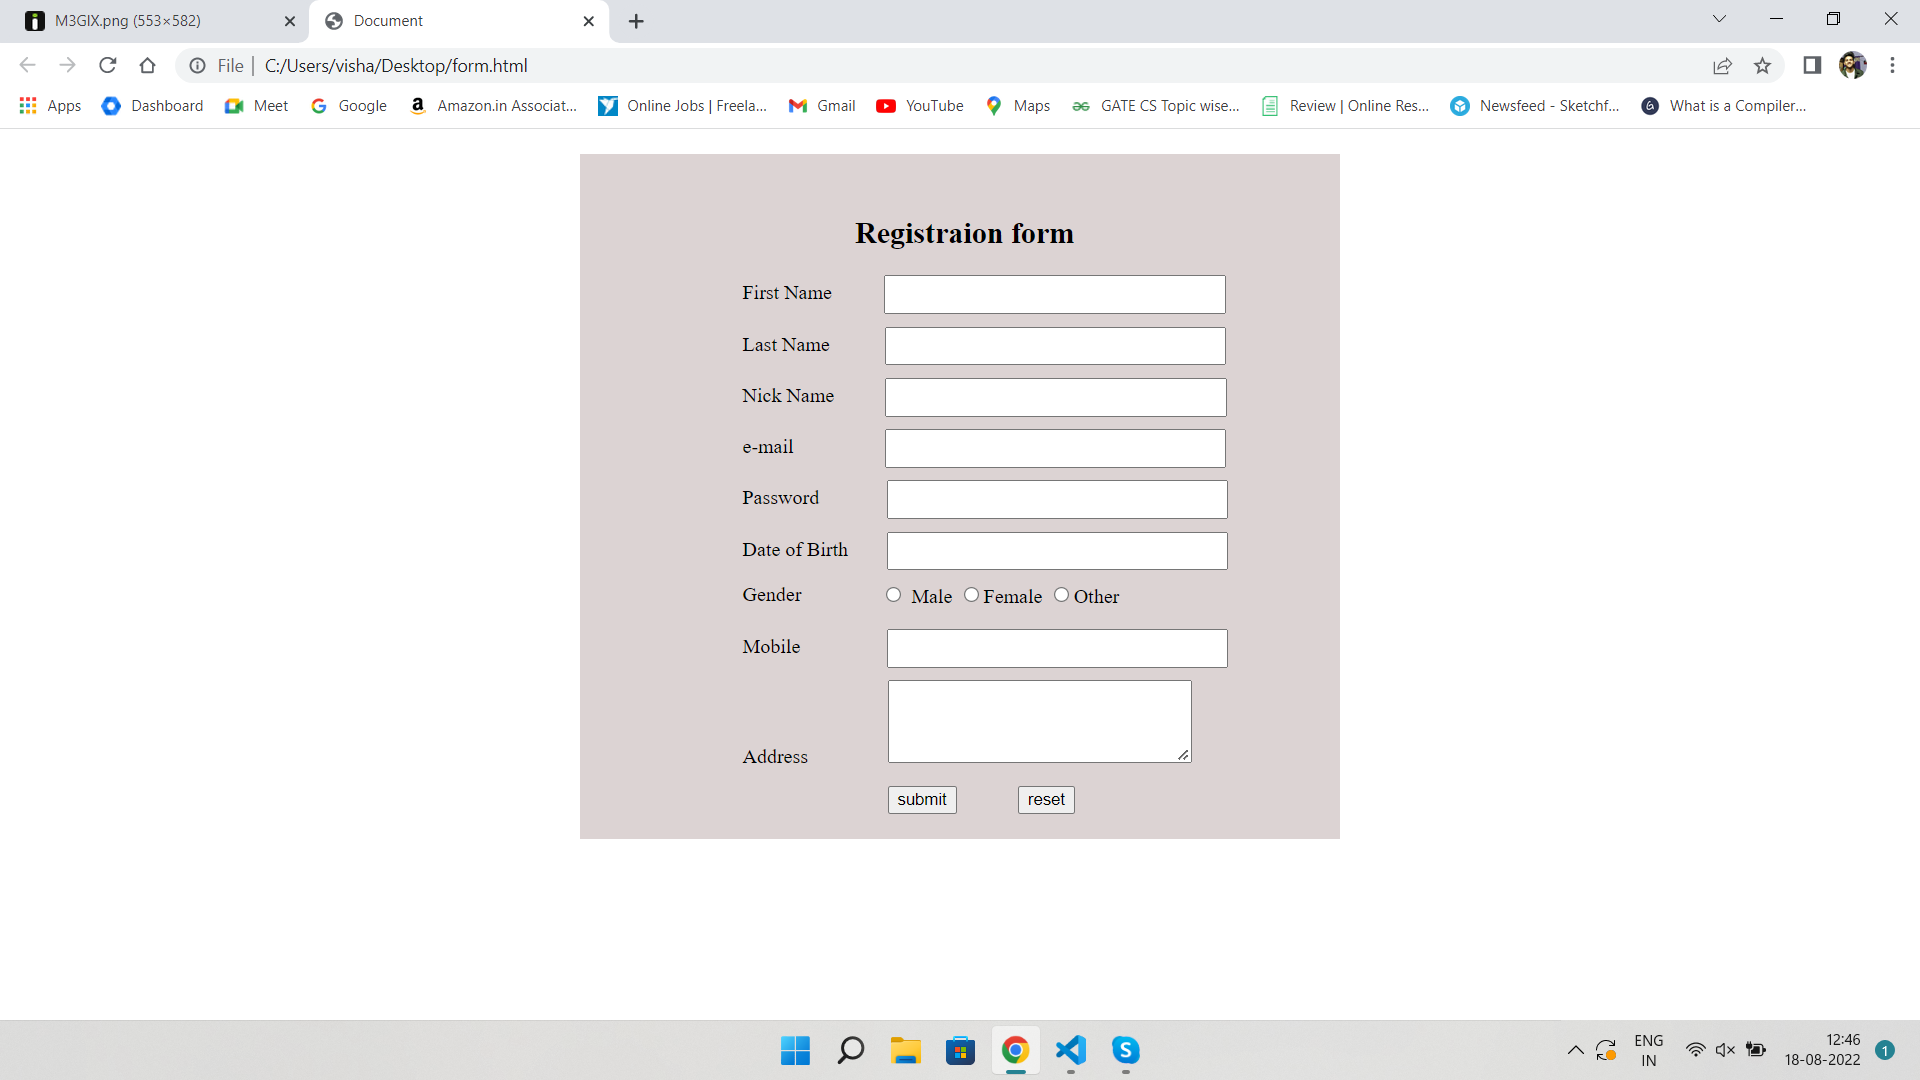 M3GIX.png (553×582)
Document
File
C:/Users/visha/Desktop/form.html
Apps
Dashboard
Meet
Google
Amazon.in Associat...
Online Jobs | Freela...
Gmail
YouTube
Maps
GATE CS Topic wise...
Review | Online Res...
Newsfeed - Sketchf...
What is a Compiler...
Registraion form
First Name
Last Name
Nick Name
e-mail
Password
Date of Birth
Gender Male Female Other
Mobile
Address
submit reset
ENG
IN
12:46
18-08-2022
1